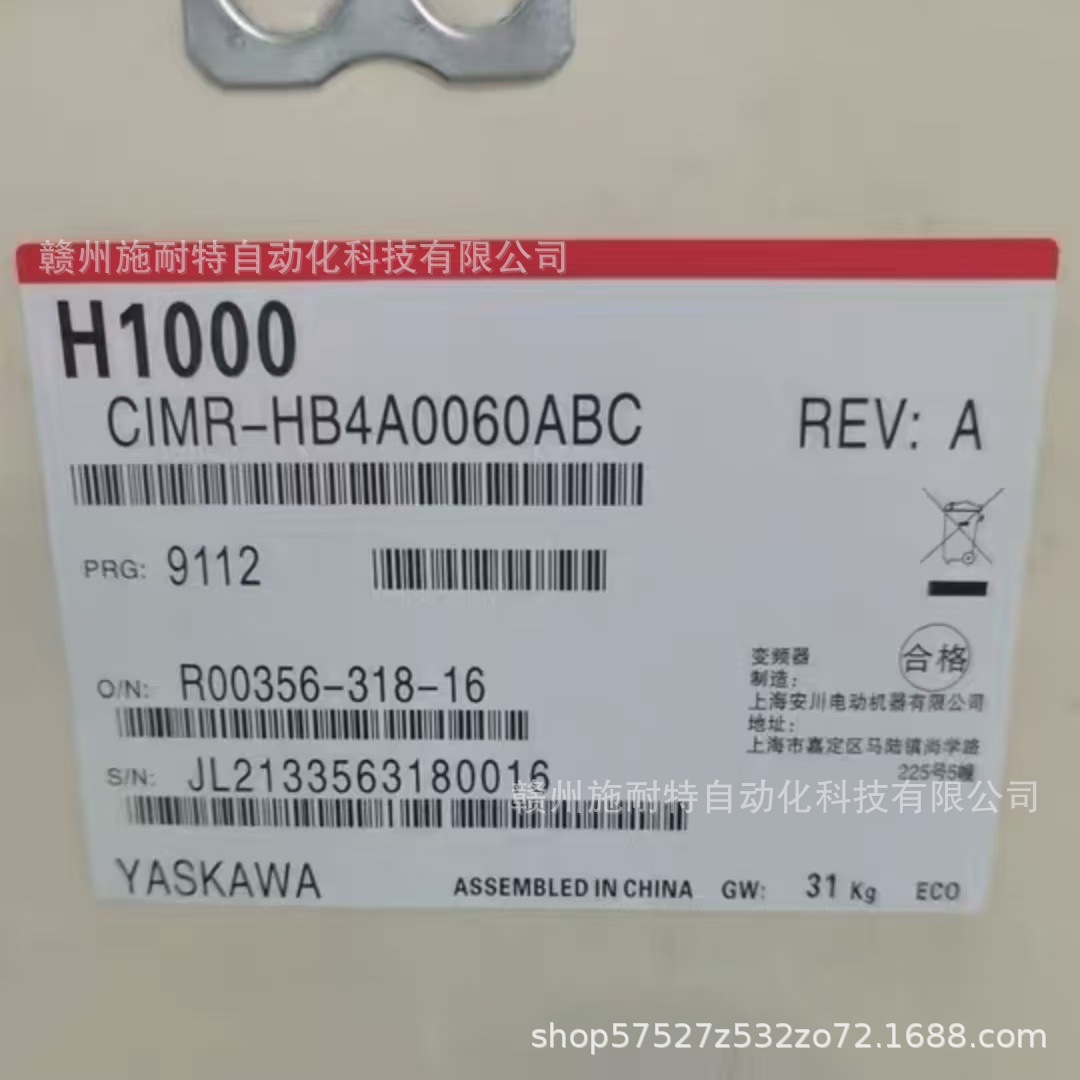 赣州施耐特自动化科技有限公司
H1000
CIMR-HB4A0060ABC
REV: A
PRG: 9112
O/N: R00356-318-16
S/N: JL2133563180016
变频器
合格
制造:
上海安川电动机器有限公司
地址:
上海市嘉定区马陆镇尚学路
225号5幢
赣州施耐特自动化科技有限公司
YASKAWA
ASSEMBLED IN CHINA GW: 31 Kg ECO
shop57527z532zo72.1688.com